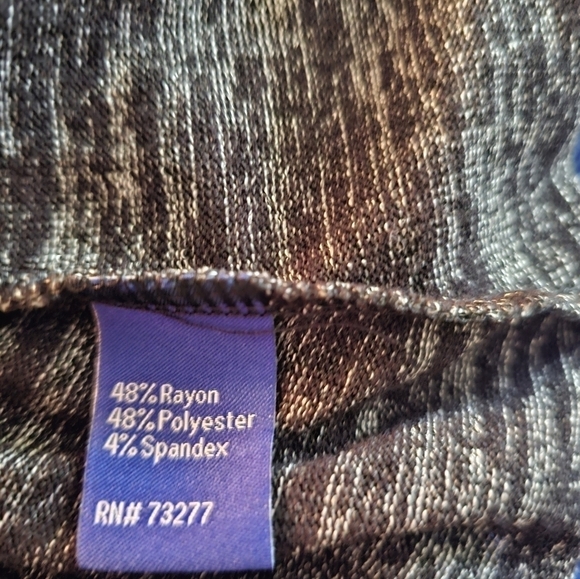 48% Rayon
48% Polyester
4% Spandex
RN# 73277